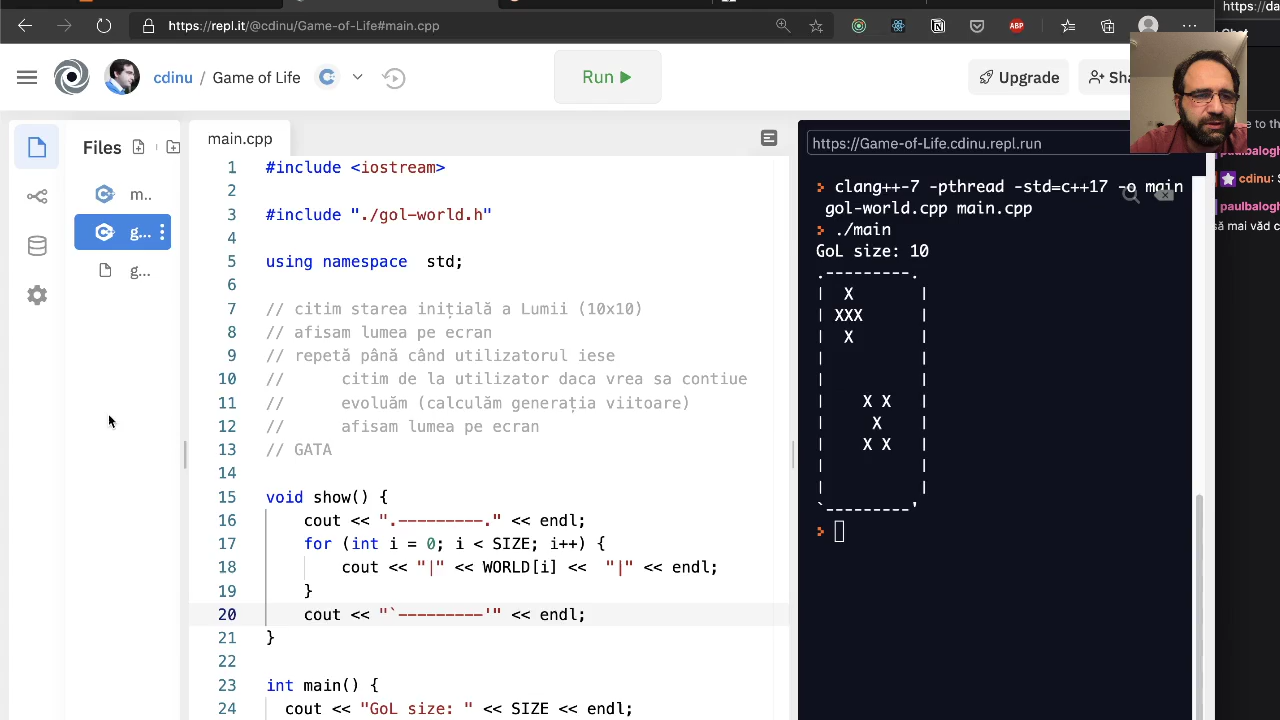 https://repl.it/@cdinu/Game-of-Life#main.cpp
ABP
https://da
cdinu / Game of Life
Run
Upgrade
Sha
Files
m..
g...
g...
main.cpp
1 #include <iostream>
2
3 #include "./gol-world.h"
4
5 using namespace  std;
6
7 // citim starea inițială a Lumii (10x10)
8 // afisam lumea pe ecran
9 // repetă până când utilizatorul iese
10 //      citim de la utilizator daca vrea sa contiue
11 //      evoluăm (calculăm generația viitoare)
12 //      afisam lumea pe ecran
13 // GATA
14
15 void show() {
16     cout << ".---------." << endl;
17     for (int i = 0; i < SIZE; i++) {
18         cout << "|" << WORLD[i] <<  "|" << endl;
19     }
20     cout << "`---------'" << endl;
21 }
22
23 int main() {
24   cout << "GoL size: " << SIZE << endl;
https://Game-of-Life.cdinu.repl.run
clang++-7 -pthread -std=c++17 -o main
gol-world.cpp main.cpp
./main
GoL size: 10
.---------.
|  X       |
| XXX      |
|  X       |
|          |
|          |
|    X X   |
|     X    |
|    X X   |
|          |
|          |
`---------'
e to th
paulbalogh
cdinu: S
paulbalogh
să mai văd c